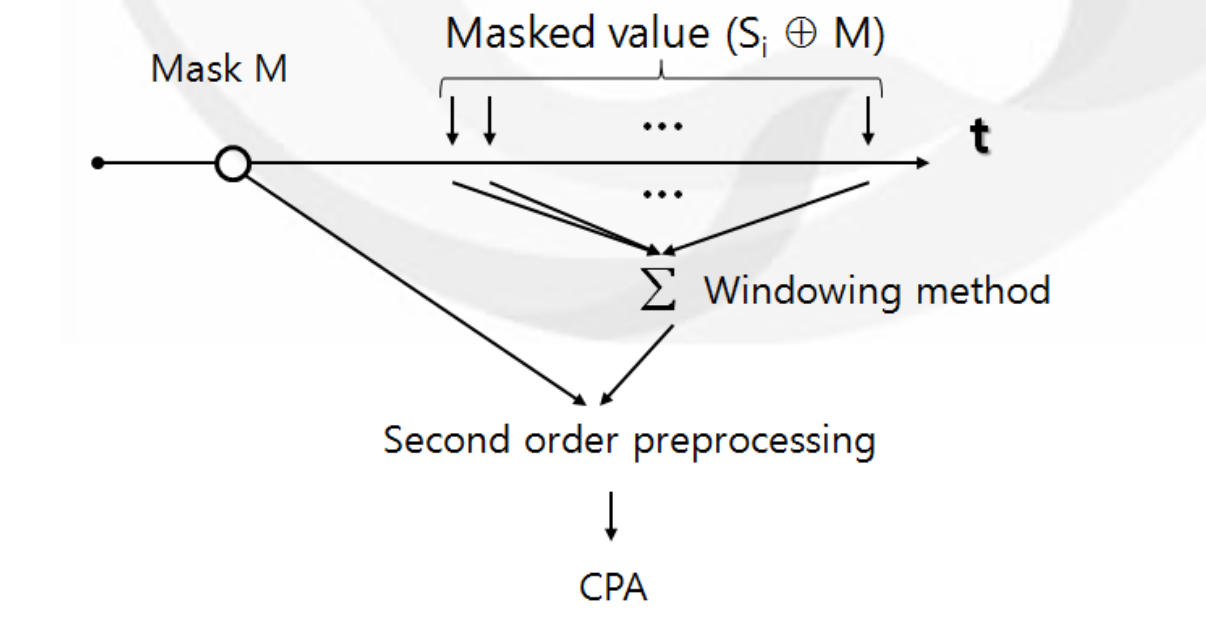 Masked value (Sᵢ ⊕ M)
Mask M
...
t
...
∑ Windowing method
Second order preprocessing
CPA